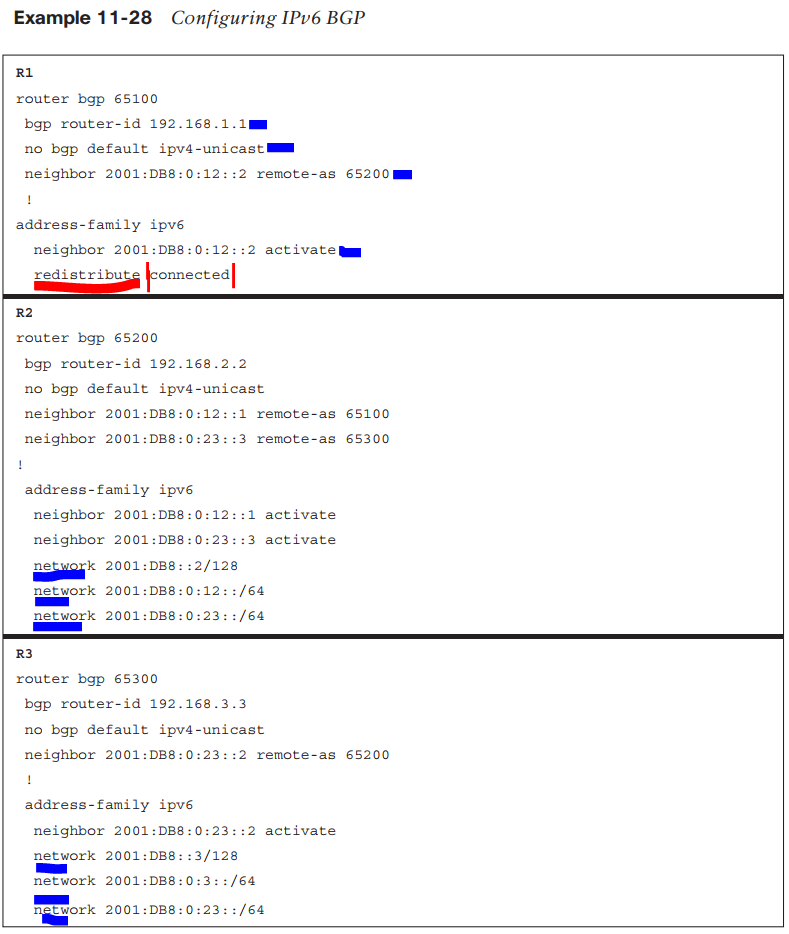 Example 11-28 Configuring IPv6 BGP
R1
router bgp 65100
bgp router-id 192.168.1.1
no bgp default ipv4-unicast
neighbor 2001:DB8:0:12::2 remote-as 65200
!
address-family ipv6
neighbor 2001:DB8:0:12::2 activate
redistribute connected
R2
router bgp 65200
bgp router-id 192.168.2.2
no bgp default ipv4-unicast
neighbor 2001:DB8:0:12::1 remote-as 65100
neighbor 2001:DB8:0:23::3 remote-as 65300
!
address-family ipv6
neighbor 2001:DB8:0:12::1 activate
neighbor 2001:DB8:0:23::3 activate
network 2001:DB8::2/128
network 2001:DB8:0:12::/64
network 2001:DB8:0:23::/64
R3
router bgp 65300
bgp router-id 192.168.3.3
no bgp default ipv4-unicast
neighbor 2001:DB8:0:23::2 remote-as 65200
!
address-family ipv6
neighbor 2001:DB8:0:23::2 activate
network 2001:DB8::3/128
network 2001:DB8:0:3::/64
network 2001:DB8:0:23::/64